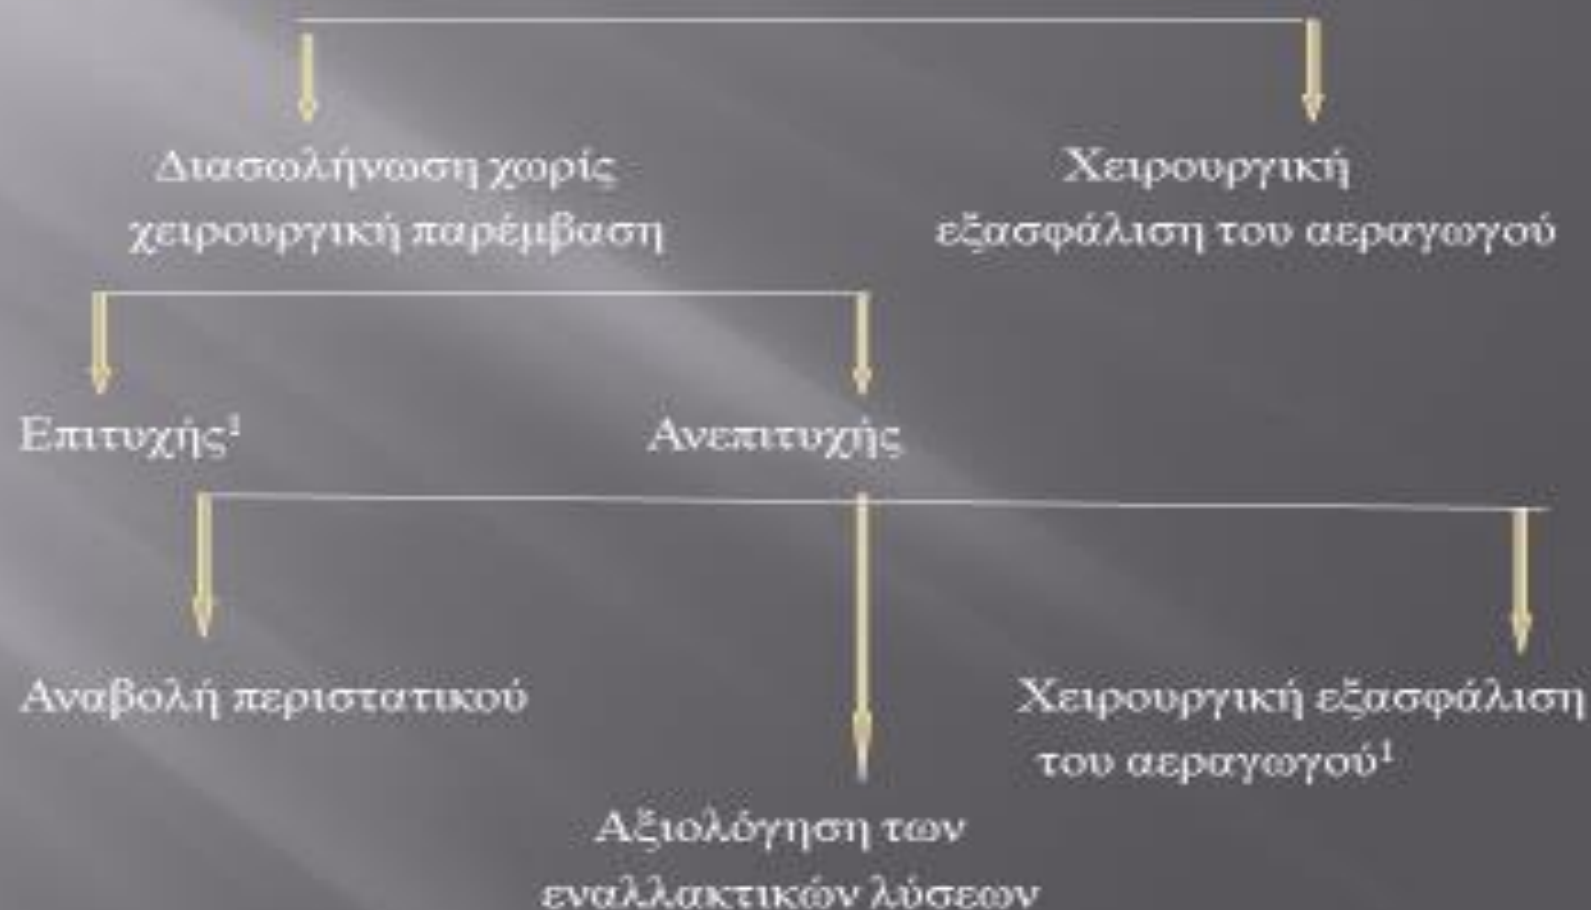 Διασωλήνωση χωρίς
χειρουργική παρέμβαση
Χειρουργική
εξασφάλιση του αεραγωγού
Επιτυχής¹
Ανεπιτυχής
Αναβολή περιστατικού
Χειρουργική εξασφάλιση
του αεραγωγού¹
Αξιολόγηση των
εναλλακτικών λύσεων